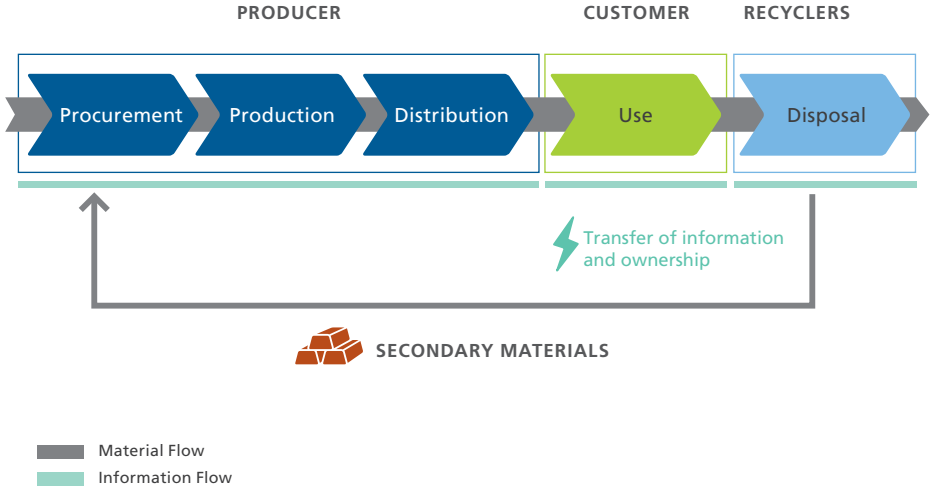 PRODUCER
CUSTOMER
RECYCLERS
Procurement
Production
Distribution
Use
Disposal
Transfer of information
and ownership
SECONDARY MATERIALS
Material Flow
Information Flow